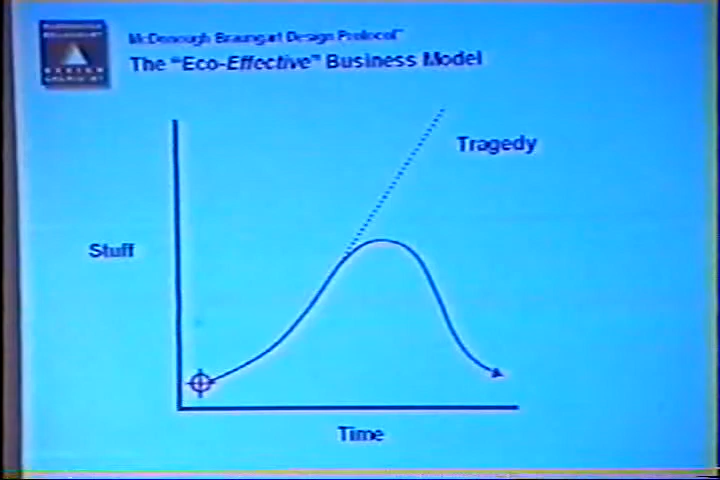 McDonough Braungart Design Protocol™
The “Eco-Effective” Business Model
Tragedy
Stuff
Time